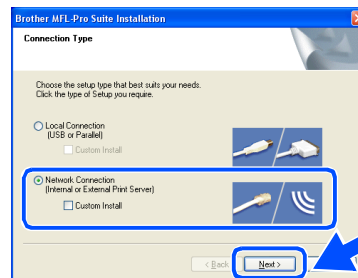 Brother MFL-Pro Suite Installation
Connection Type
Choose the setup type that best suits your needs.
Click the type of Setup you require.
Local Connection
(USB or Parallel)
Custom Install
Network Connection
(Internal or External Print Server)
Custom Install
< Back
Next >